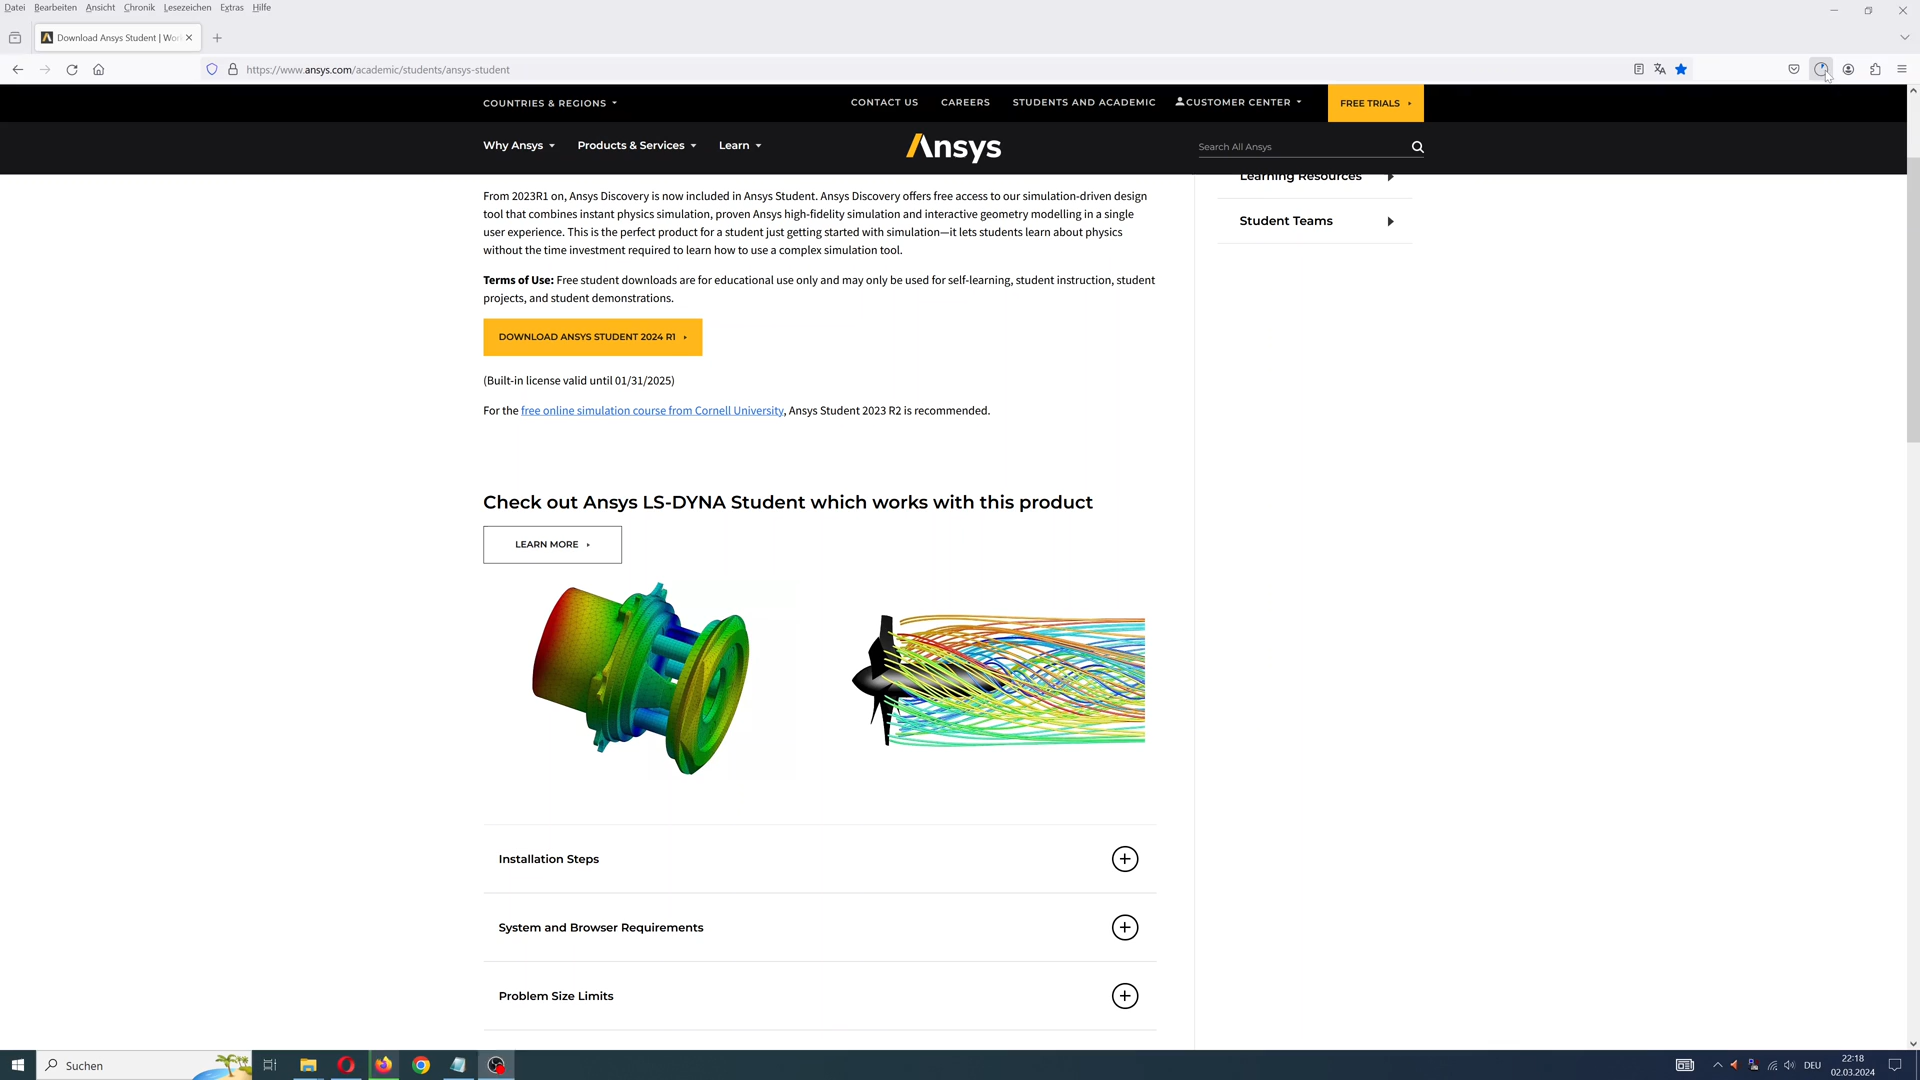 Datei Bearbeiten Ansicht Chronik Lesezeichen Extras Hilfe
Download Ansys Student | Wor
https://www.ansys.com/academic/students/ansys-student
COUNTRIES & REGIONS
CONTACT US
CAREERS
STUDENTS AND ACADEMIC
CUSTOMER CENTER
FREE TRIALS
Why Ansys
Products & Services
Learn
Ansys
Search All Ansys
From 2023R1 on, Ansys Discovery is now included in Ansys Student. Ansys Discovery offers free access to our simulation-driven design
tool that combines instant physics simulation, proven Ansys high-fidelity simulation and interactive geometry modelling in a single
user experience. This is the perfect product for a student just getting started with simulation—it lets students learn about physics
without the time investment required to learn how to use a complex simulation tool.
Terms of Use: Free student downloads are for educational use only and may only be used for self-learning, student instruction, student
projects, and student demonstrations.
DOWNLOAD ANSYS STUDENT 2024 R1
(Built-in license valid until 01/31/2025)
For the free online simulation course from Cornell University, Ansys Student 2023 R2 is recommended.
Learning Resources
Student Teams
Check out Ansys LS-DYNA Student which works with this product
LEARN MORE
Installation Steps
System and Browser Requirements
Problem Size Limits
Suchen
DEU
22:18
02.03.2024